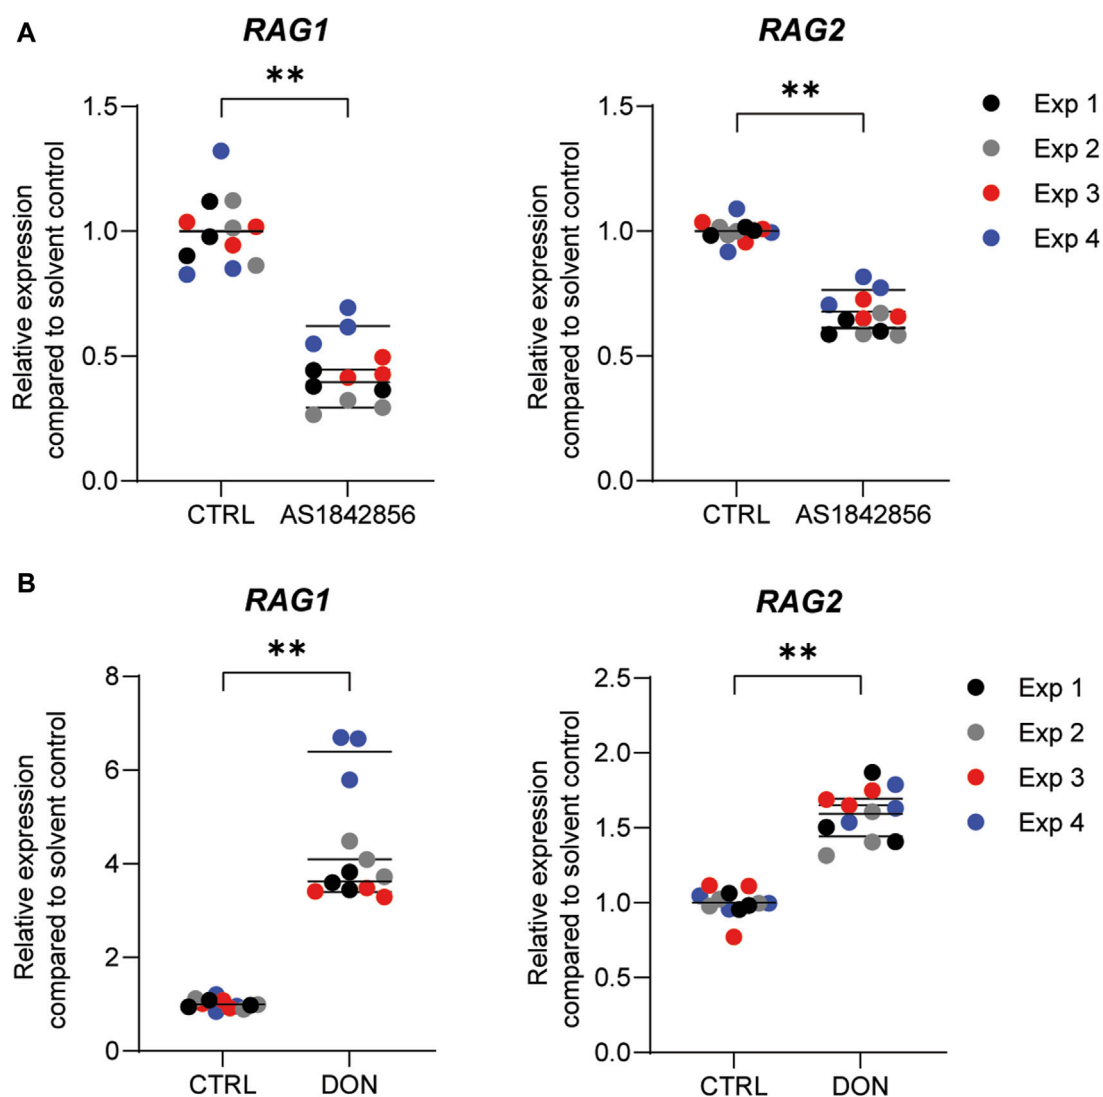 A
RAG1
**
Relative expression
compared to solvent control
1.5
1.0
0.5
0.0
CTRL
AS1842856
RAG2
**
Relative expression
compared to solvent control
1.5
1.0
0.5
0.0
CTRL
AS1842856
Exp 1
Exp 2
Exp 3
Exp 4
B
RAG1
**
Relative expression
compared to solvent control
8
6
4
2
0
CTRL
DON
RAG2
**
Relative expression
compared to solvent control
2.5
2.0
1.5
1.0
0.5
0.0
CTRL
DON
Exp 1
Exp 2
Exp 3
Exp 4